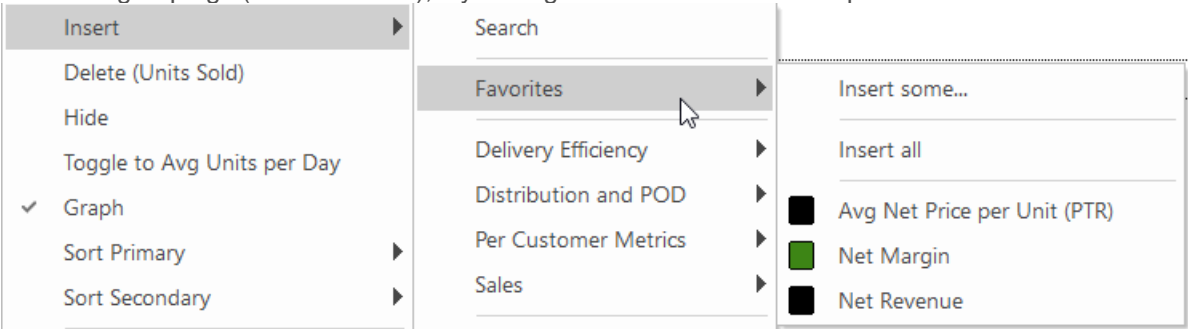 Insert
Delete (Units Sold)
Hide
Toggle to Avg Units per Day
Graph
Sort Primary
Sort Secondary
Search
Favorites
Delivery Efficiency
Distribution and POD
Per Customer Metrics
Sales
Insert some...
Insert all
Avg Net Price per Unit (PTR)
Net Margin
Net Revenue